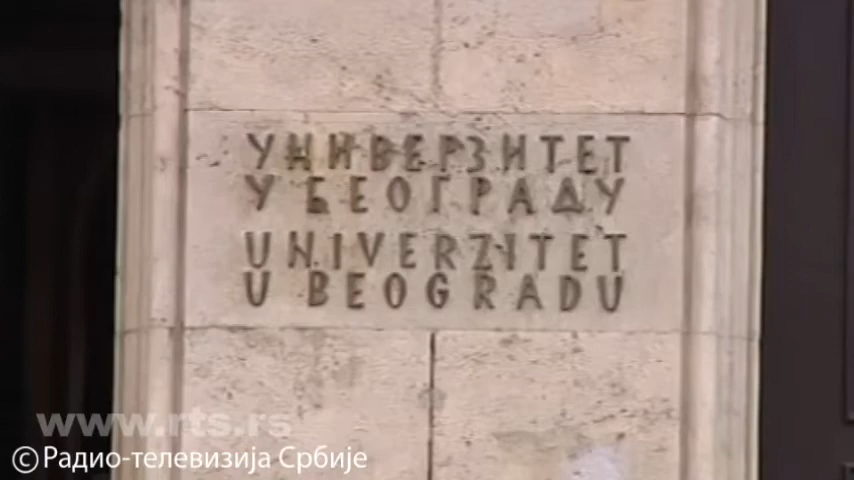 УНИВЕРЗИТЕТ
У БЕОГРАДУ
UNIVERZITET
U BEOGRADU
www.rts.rs
©Радио-телевизија Србије